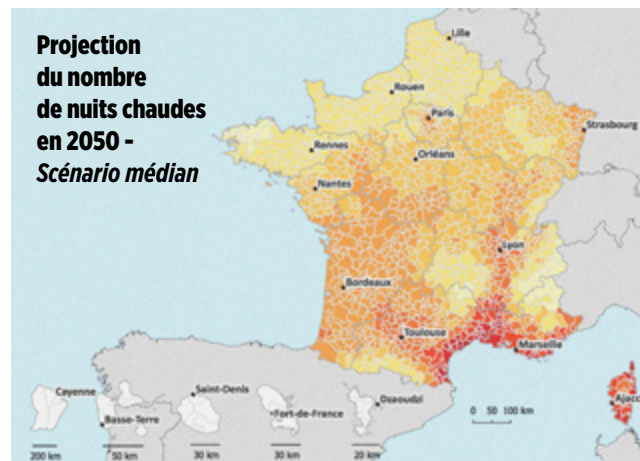 Projection
du nombre
de nuits chaudes
en 2050 -
Scénario médian
Lille
Rouen
Paris
Strasbourg
Rennes
Orléans
Nantes
Lyon
Bordeaux
Toulouse
Marseille
Cayenne
Saint-Denis
Dzaoudzi
Basse-Terre
Fort-de-France
0 50 100 km
Ajacc
200 km 50 km 30 km 30 km 20 km